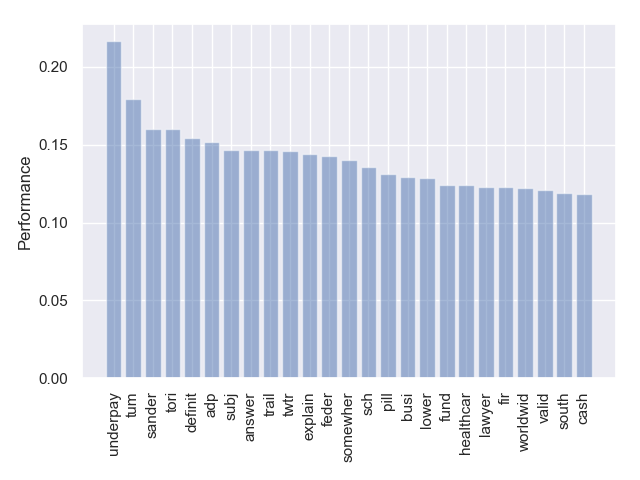 Performance
0.20
0.15
0.10
0.05
0.00
underpay
tum
sander
tori
definit
adp
subj
answer
trail
twtr
explain
feder
somewher
sch
pill
busi
lower
fund
healthcar
lawyer
fir
worldwid
valid
south
cash